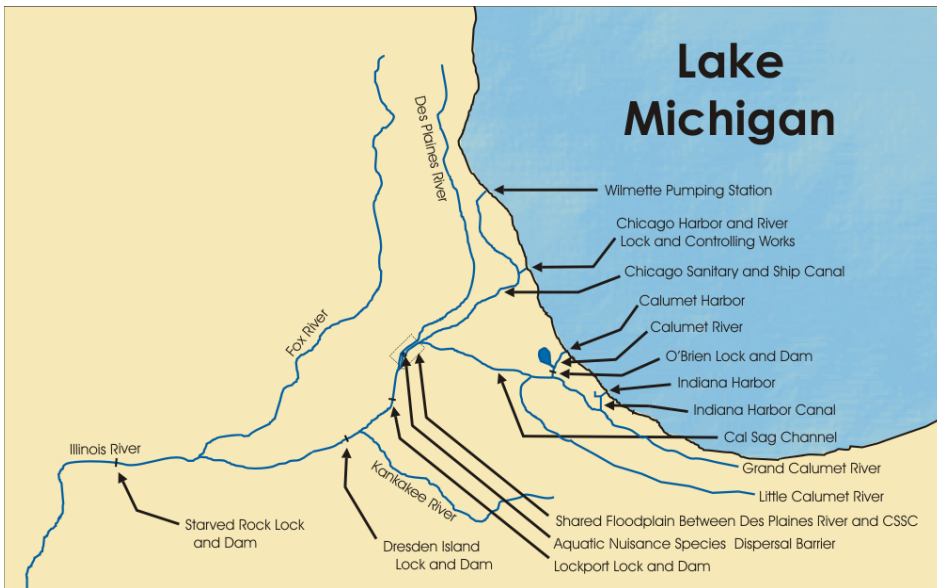 Lake
Michigan
Des Plaines River
Wilmette Pumping Station
Chicago Harbor and River
Lock and Controlling Works
Chicago Sanitary and Ship Canal
Calumet Harbor
Fox River
Calumet River
O'Brien Lock and Dam
Indiana Harbor
Indiana Harbor Canal
Cal Sag Channel
Illinois River
Grand Calumet River
Kankakee River
Little Calumet River
Starved Rock Lock
and Dam
Shared Floodplain Between Des Plaines River and CSSC
Dresden Island
Lock and Dam
Aquatic Nuisance Species Dispersal Barrier
Lockport Lock and Dam